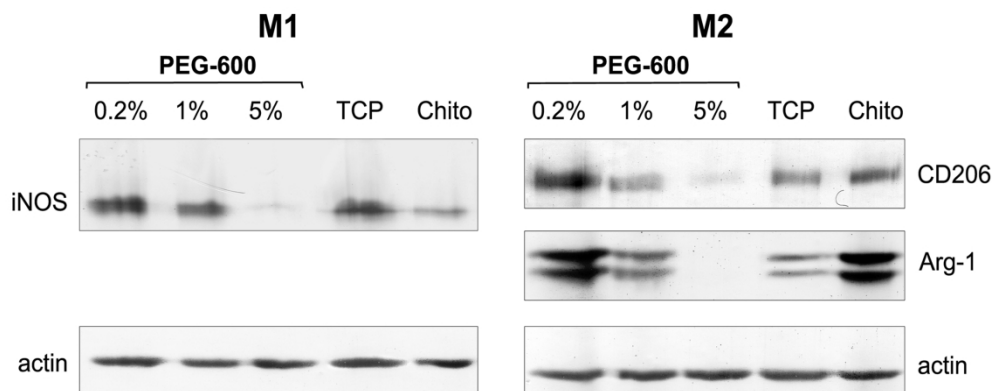 M1
PEG-600
0.2% 1% 5% TCP Chito
iNOS
actin
M2
PEG-600
0.2% 1% 5% TCP Chito
CD206
Arg-1
actin